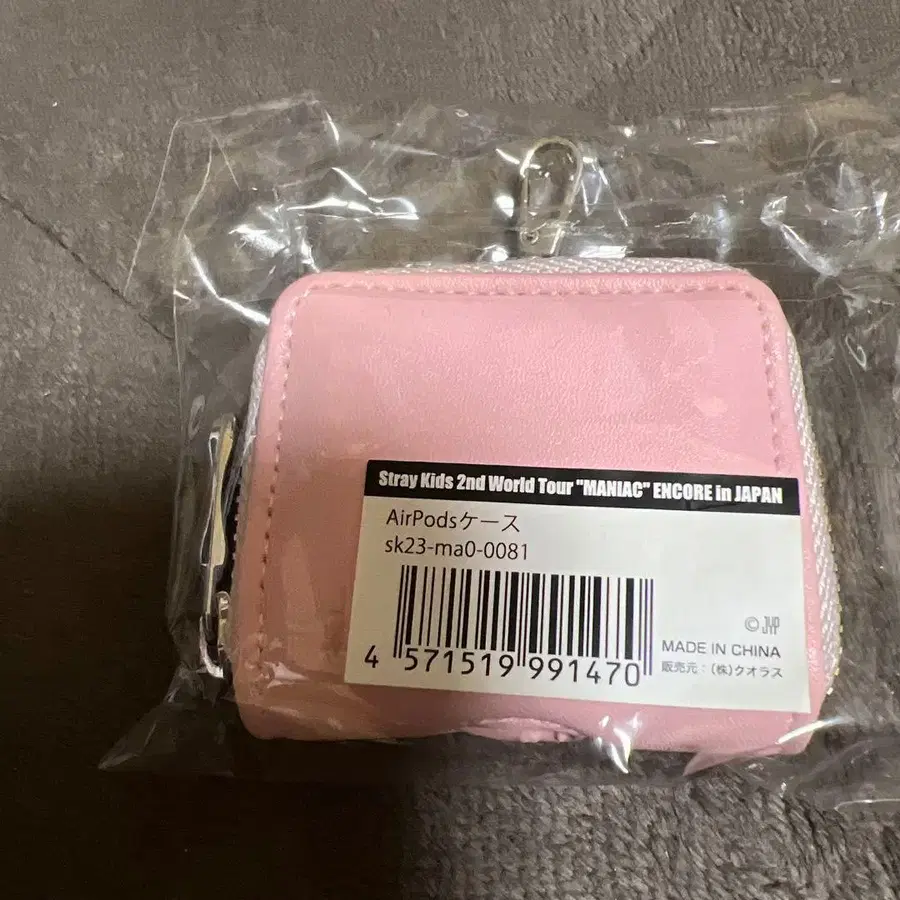 Stray Kids 2nd World Tour "MANIAC" ENCORE in JAPAN
AirPodsケース
sk23-ma0-0081
4 571519 991470
© JYP
MADE IN CHINA
販売元：(株)クオラス